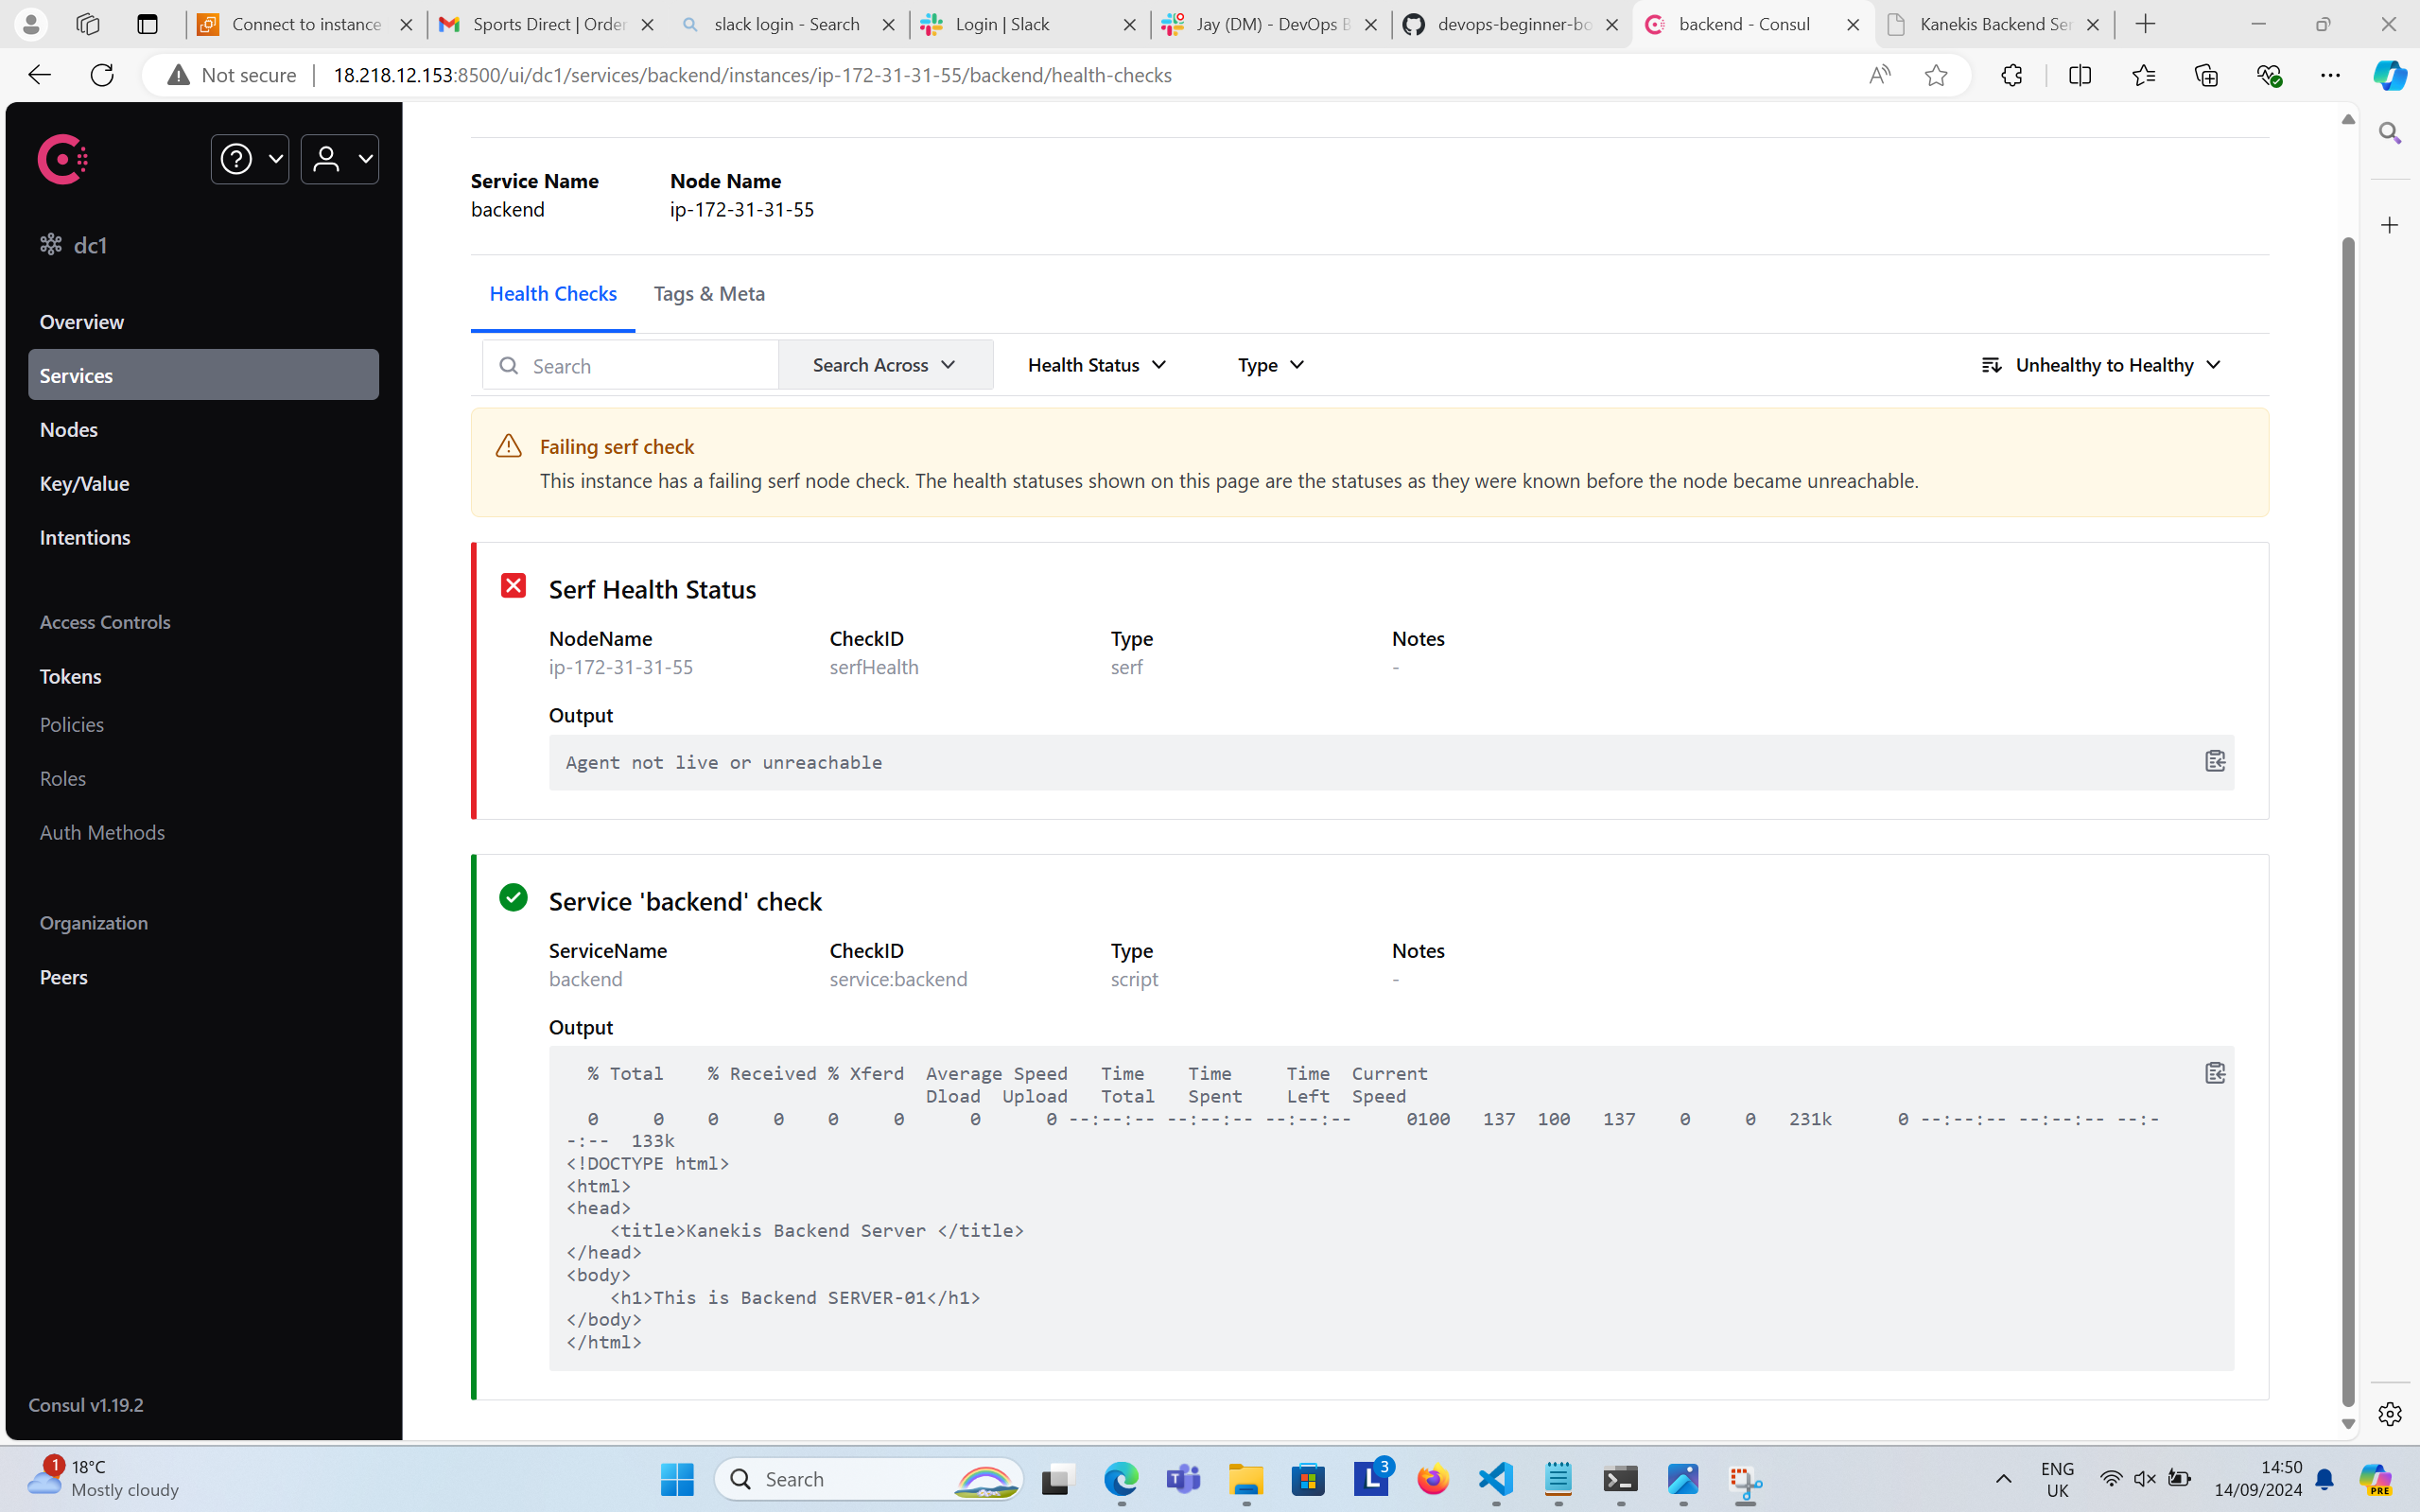 Connect to instance
Sports Direct | Order
slack login - Search
Login | Slack
Jay (DM) - DevOps B
devops-beginner-bo
backend - Consul
Kanekis Backend Ser
Not secure
18.218.12.153:8500/ui/dc1/services/backend/instances/ip-172-31-31-55/backend/health-checks
dc1
Overview
Services
Nodes
Key/Value
Intentions
Access Controls
Tokens
Policies
Roles
Auth Methods
Organization
Peers
Consul v1.19.2
Service Name Node Name
backend ip-172-31-31-55
Health Checks Tags & Meta
Search Search Across Health Status Type Unhealthy to Healthy
Failing serf check
This instance has a failing serf node check. The health statuses shown on this page are the statuses as they were known before the node became unreachable.
Serf Health Status
NodeName CheckID Type Notes
ip-172-31-31-55 serfHealth serf -
Output
Agent not live or unreachable
Service 'backend' check
ServiceName CheckID Type Notes
backend service:backend script -
Output
% Total % Received % Xferd Average Speed Time Time Time Current
Dload Upload Total Spent Left Speed
0 0 0 0 0 0 0 0 --:--:-- --:--:-- --:--:-- 0100 137 100 137 0 0 231k 0 --:--:-- --:--:-- --:-
-:-- 133k
<!DOCTYPE html>
<html>
<head>
<title>Kanekis Backend Server </title>
</head>
<body>
<h1>This is Backend SERVER-01</h1>
</body>
</html>
1
18°C
Mostly cloudy
Search
L
3
ENG
UK
14:50
14/09/2024
PRE